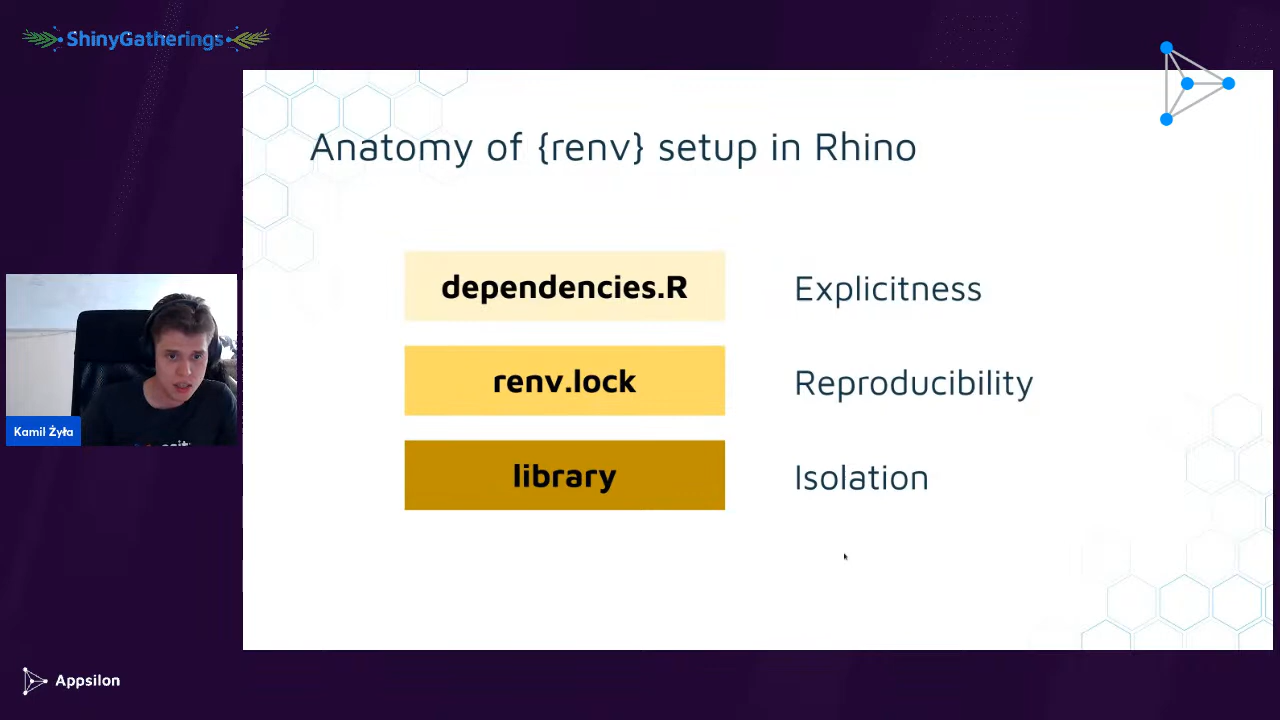 ShinyGatherings
Anatomy of {renv} setup in Rhino
dependencies.R
Explicitness
renv.lock
Reproducibility
library
Isolation
Kamil Żyła
Appsilon